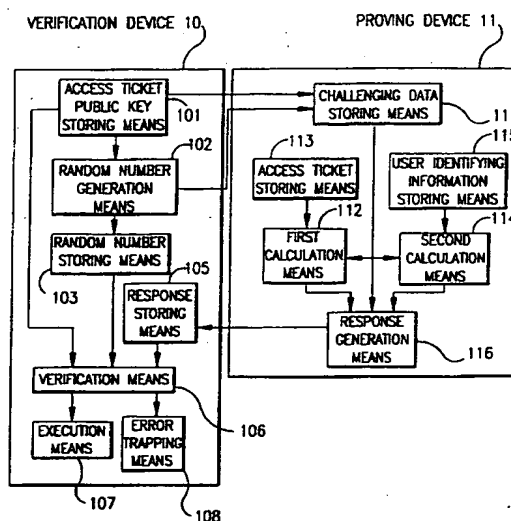 VERIFICATION DEVICE 10
PROVING DEVICE 11
ACCESS TICKET
PUBLIC KEY
STORING MEANS
101
102
RANDOM NUMBER
GENERATION
MEANS
RANDOM NUMBER
STORING MEANS
103
105
RESPONSE
STORING
MEANS
VERIFICATION MEANS
106
EXECUTION
MEANS
107
ERROR
TRAPPING
MEANS
108
CHALLENGING DATA
STORING MEANS
11
113
ACCESS TICKET
STORING MEANS
115
USER IDENTIFYING
INFORMATION
STORING MEANS
112
FIRST
CALCULATION
MEANS
114
SECOND
CALCULATION
MEANS
RESPONSE
GENERATION
MEANS
116